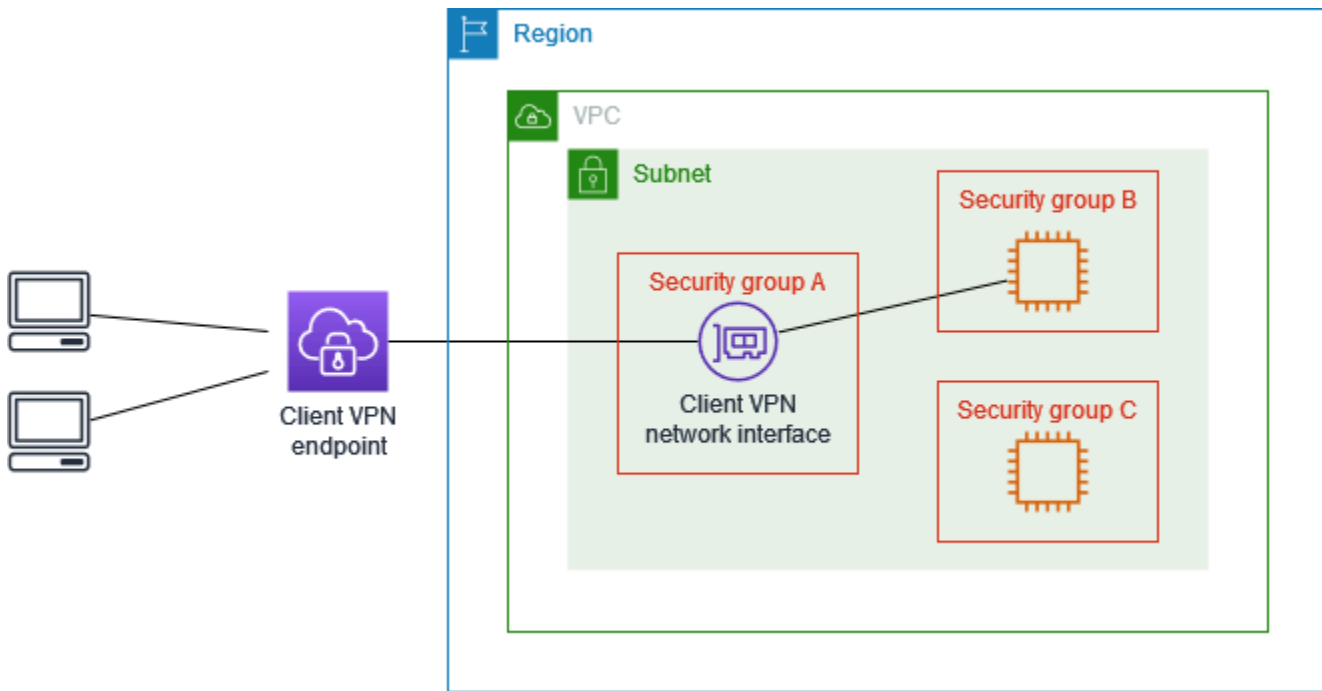 Region
VPC
Subnet
Security group B
Security group A
Client VPN
network interface
Client VPN
endpoint
Security group C